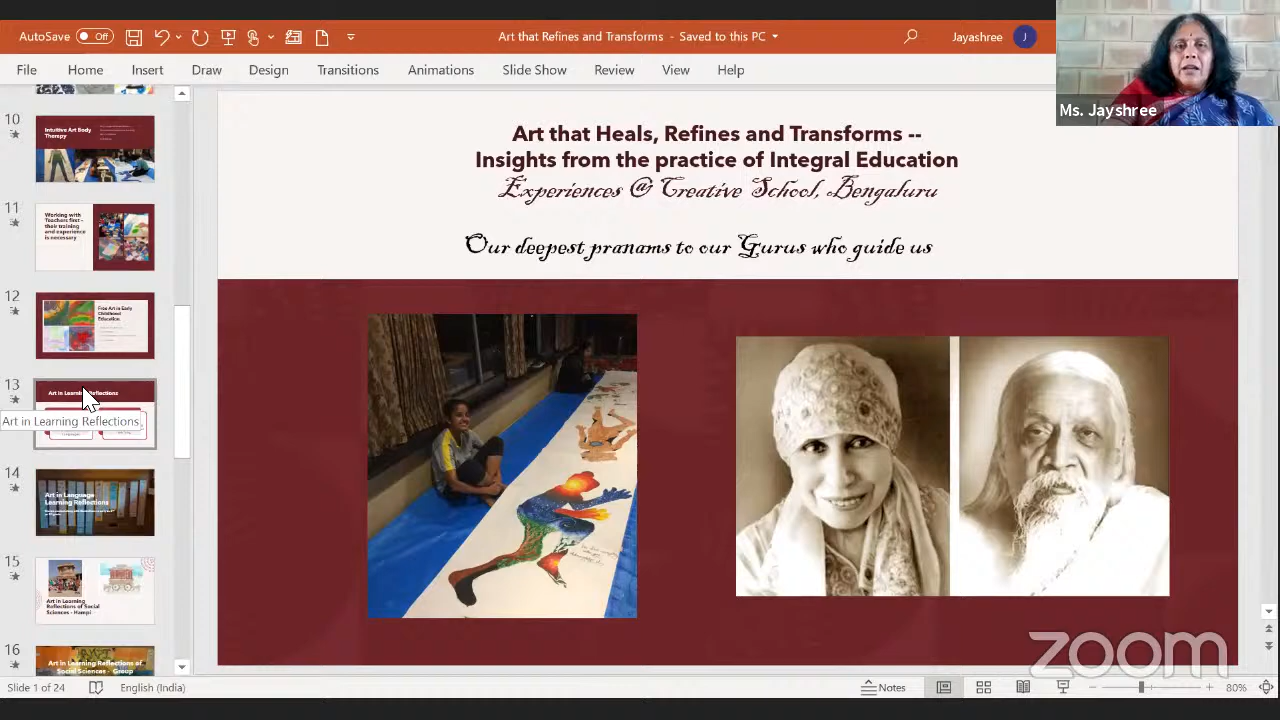 AutoSave Off
Art that Refines and Transforms - Saved to this PC
Jayashree J
File Home Insert Draw Design Slide Show Transitions Animations Review View Help
Ms. Jayshree
10
Intuitive Art Body
Therapy
11
Working with
Teachers first -
their training
and experience
is necessary
12
Free Art in Early
Childhood
Education
13
Art in Learning Reflections
Art in Learning Reflections
14
Art in Language
Learning Reflections
15
Art in Learning
Reflections of Social
Sciences - Hampi
16
Art in Learning Reflections of
Social Sciences - Group
Art that Heals, Refines and Transforms --
Insights from the practice of Integral Education
Experiences @ Creative School, Bengaluru
Our deepest pranams to our Gurus who guide us
zoom
Slide 1 of 24 English (India) Notes 80%